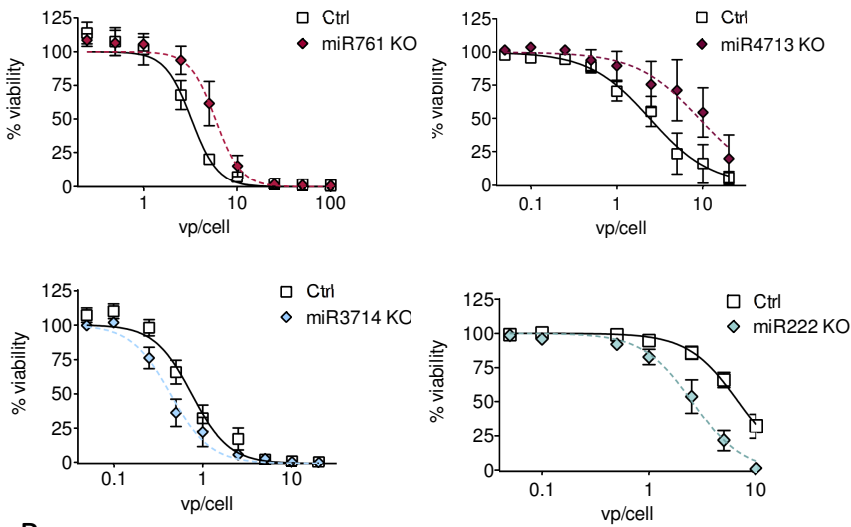 125
100
75
50
25
0
% viability
1
10
100
vp/cell
Ctrl
miR761 KO
125
100
75
50
25
0
% viability
0.1
1
10
vp/cell
Ctrl
miR4713 KO
125
100
75
50
25
0
% viability
0.1
1
10
vp/cell
Ctrl
miR3714 KO
125
100
75
50
25
0
% viability
0.1
1
10
vp/cell
Ctrl
miR222 KO